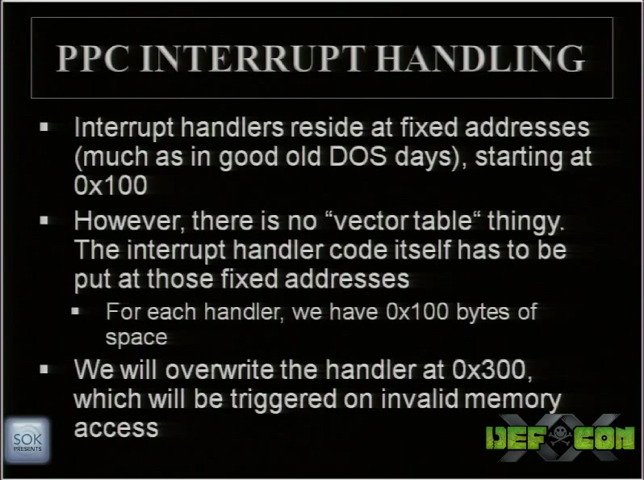 PPC INTERRUPT HANDLING
Interrupt handlers reside at fixed addresses
(much as in good old DOS days), starting at
0x100
However, there is no “vector table“ thingy.
The interrupt handler code itself has to be
put at those fixed addresses
For each handler, we have 0x100 bytes of
space
We will overwrite the handler at 0x300,
which will be triggered on invalid memory
access
SOK
PRESENTS
DEF CON
XX